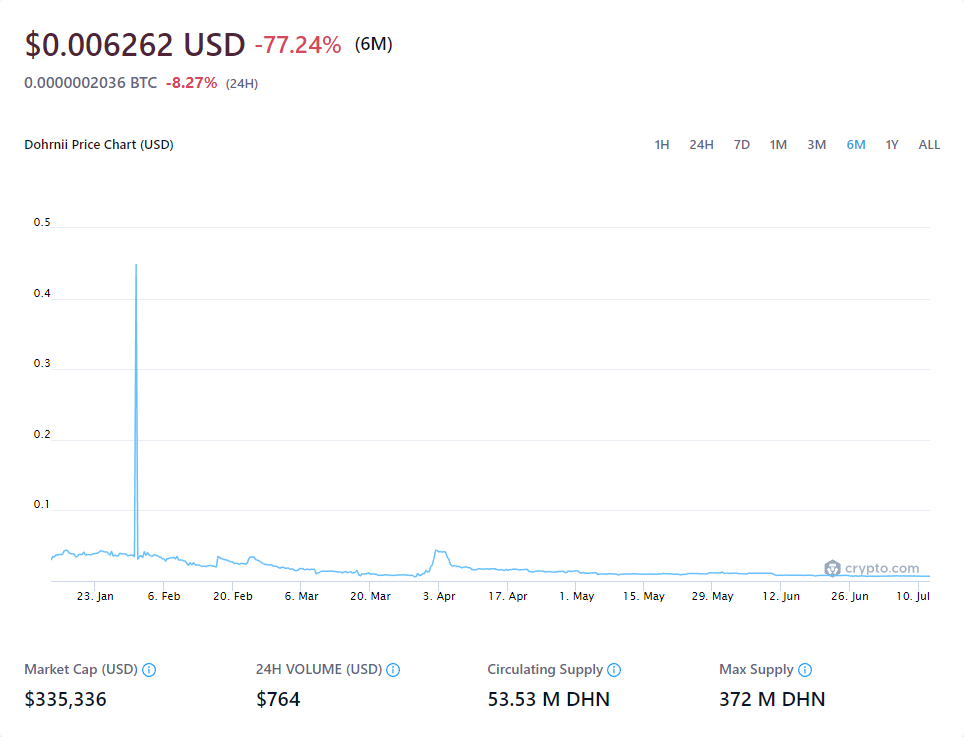 $0.006262 USD -77.24% (6M)
0.0000002036 BTC -8.27% (24H)
Dohrnii Price Chart (USD) 1H 24H 7D 1M 3M 6M 1Y ALL
0.5
0.4
0.3
0.2
0.1
crypto.com
23. Jan 6. Feb 20. Feb 6. Mar 20. Mar 3. Apr 17. Apr 1. May 15. May 29. May 12. Jun 26. Jun 10. Jul
Market Cap (USD) 24H VOLUME (USD) Circulating Supply Max Supply
$335,336 $764 53.53 M DHN 372 M DHN